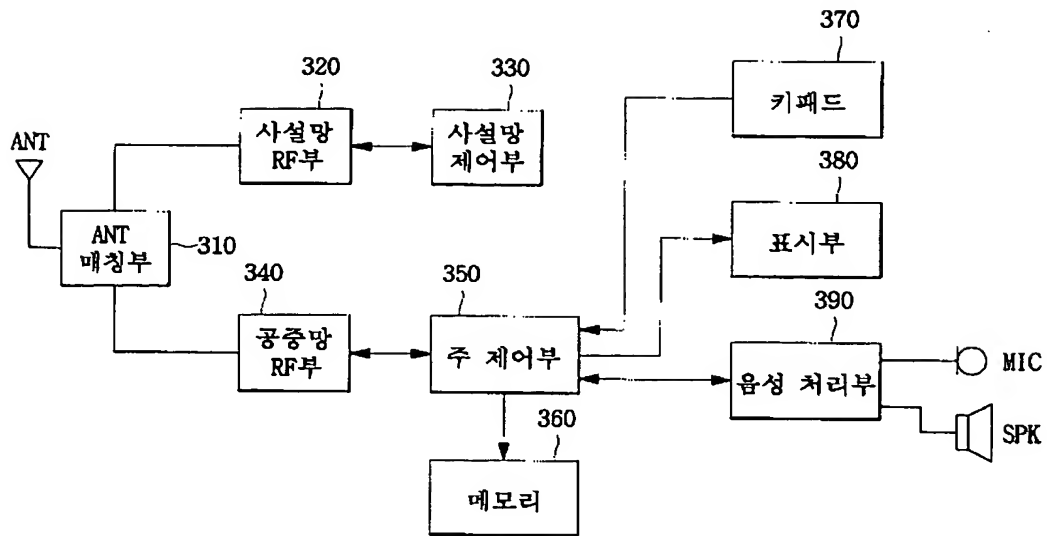 370
320
330
키패드
ANT
사설망
RF부
사설망
제어부
380
ANT
매칭부
310
표시부
340
350
390
공중망
RF부
주 제어부
음성 처리부
MIC
360
SPK
메모리